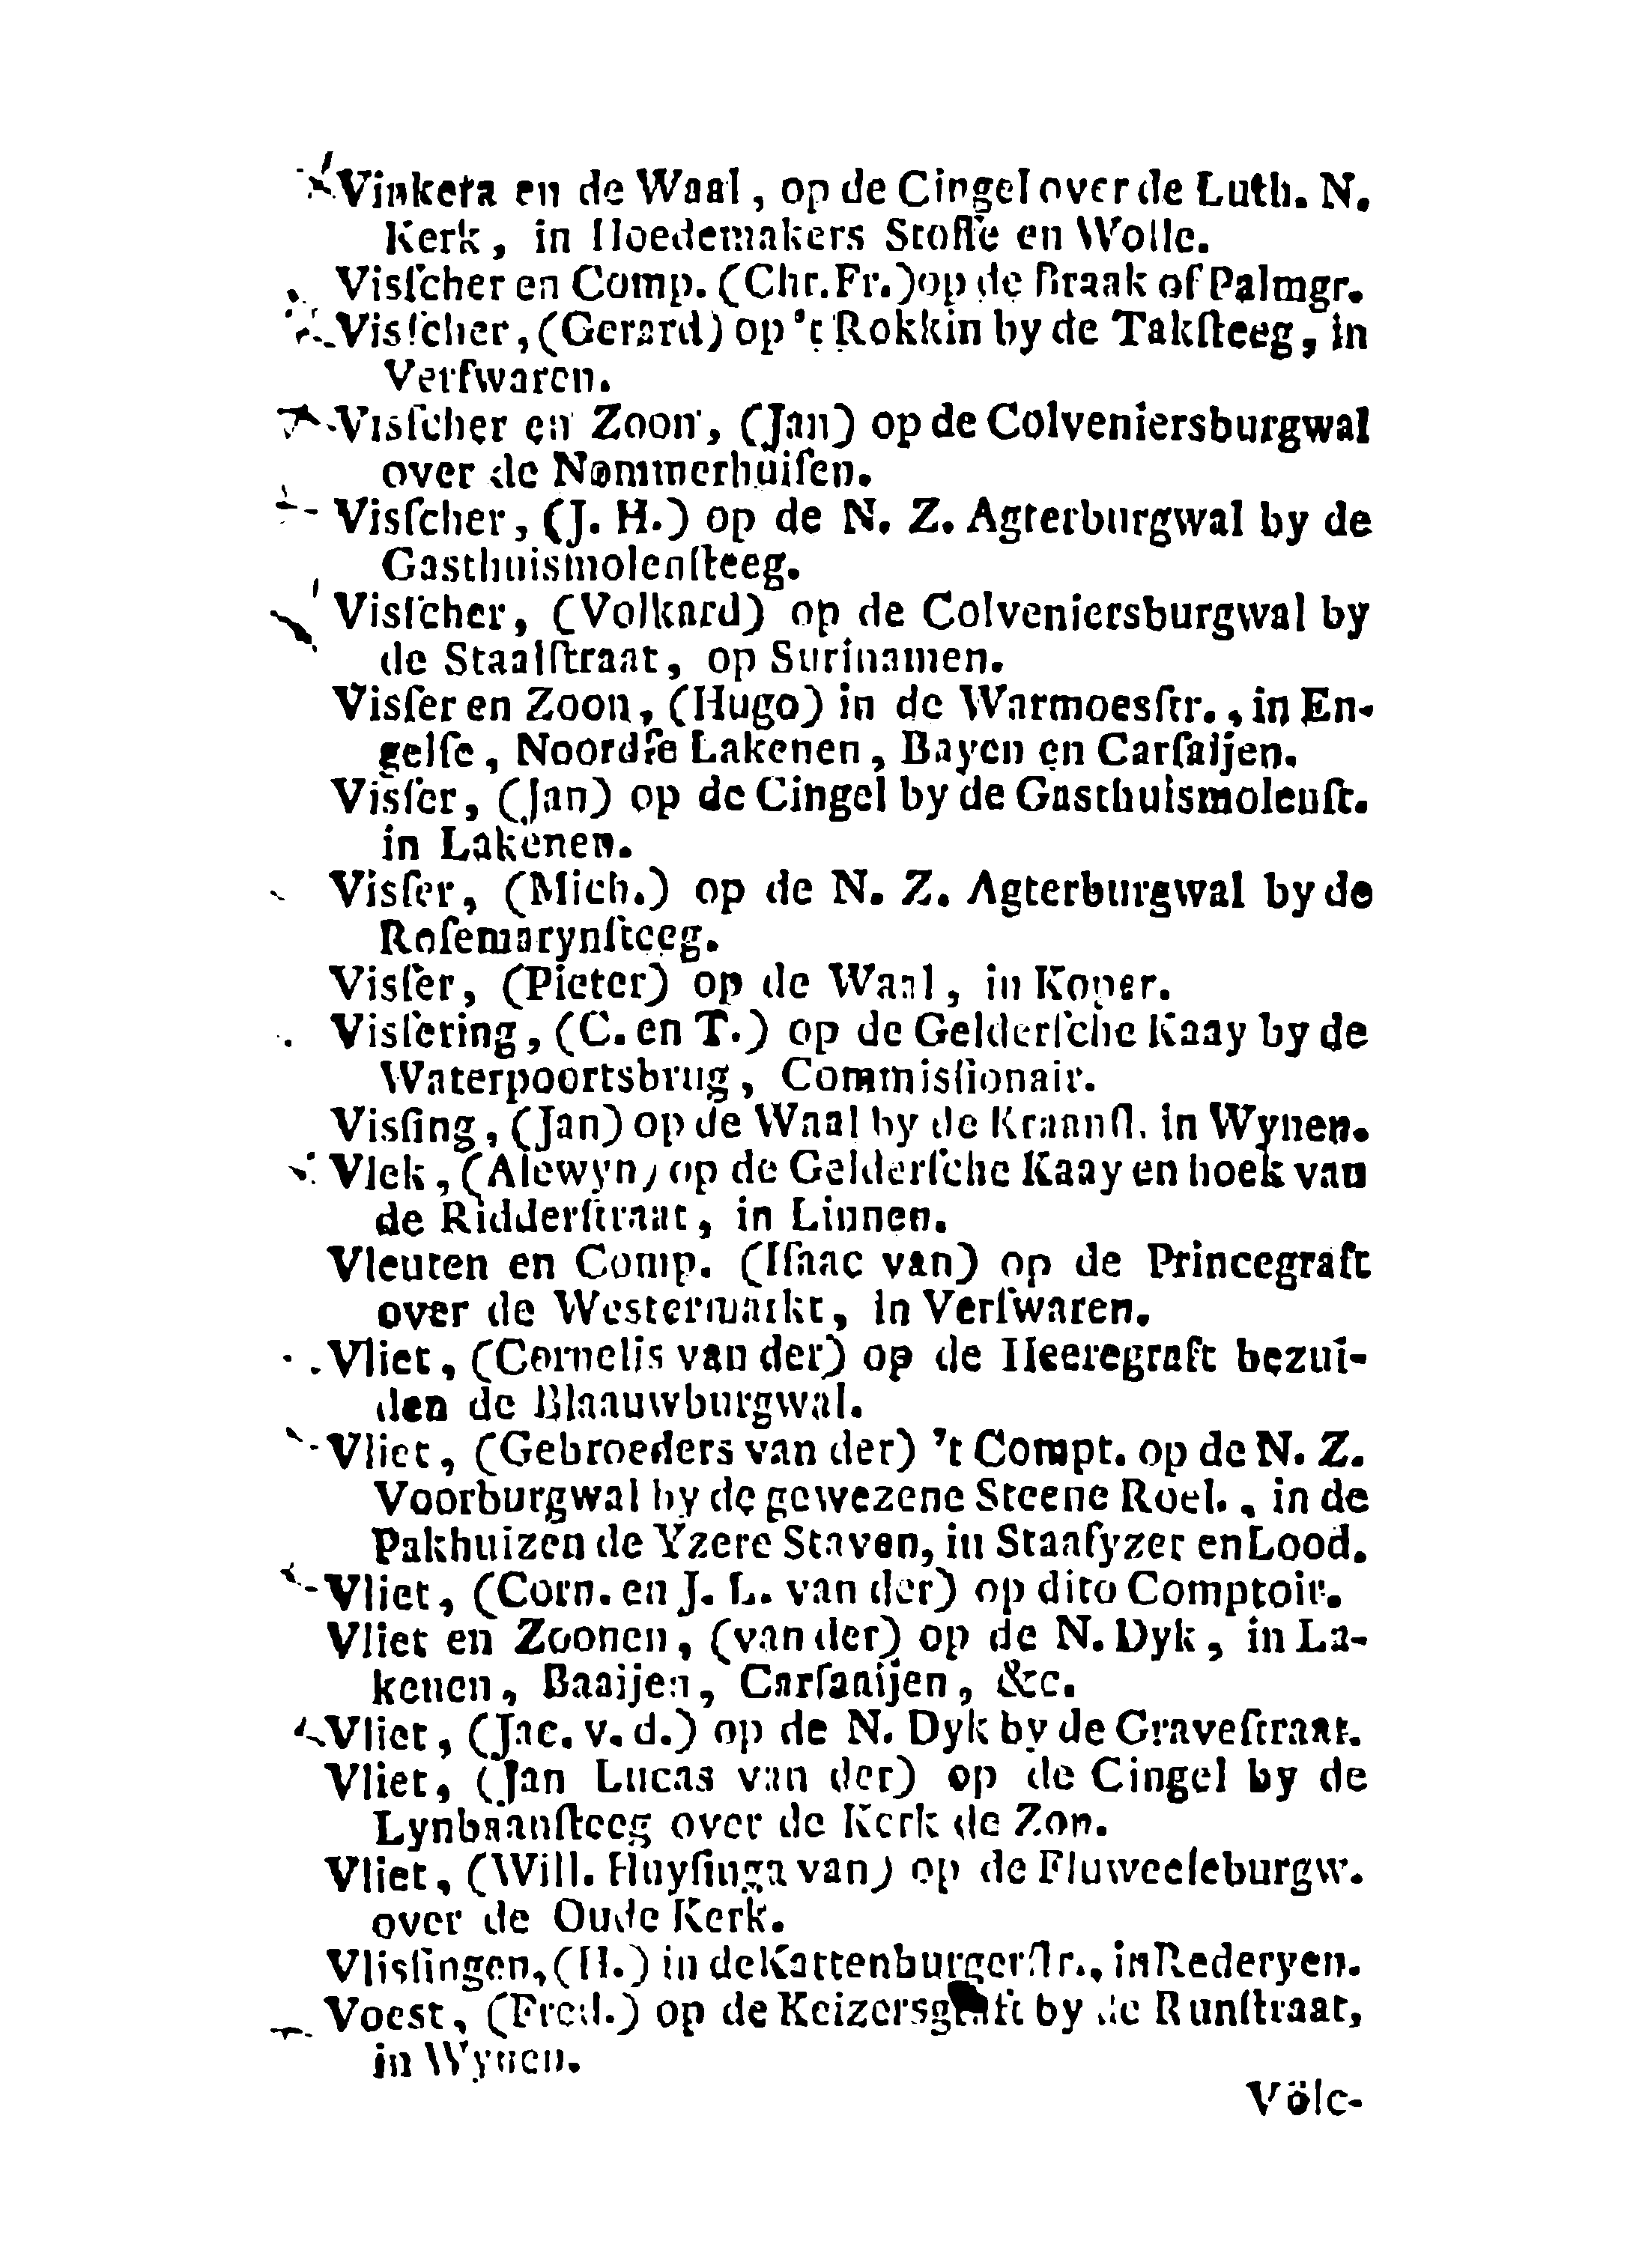 Vinkera en de Waal, op de Cingel over de Luth. N.
Kerk, in Hoedemakers Stoffe en Wolle.
Visſcher en Comp. (Chr. Fr.) op de Braak of Palmgr.
Visſcher, (Gerard) op 't Rokkin by de Takſteeg, in
Verfwaren.
Visſcher en Zoon, (Jan) op de Colveniersburgwal
over de Nommerhuiſen.
Visſcher, (J. H.) op de N. Z. Agterburgwal by de
Gasthuismolenſteeg.
Visſcher, (Volkard) op de Colveniersburgwal by
de Staalſtraat, op Surinamen.
Visſer en Zoon, (Hugo) in de Warmoesſtr., in En-
gelſe, Noordſe Lakenen, Bayen en Carſaijen.
Visſer, (Jan) op de Cingel by de Gasthuismolenſt.
in Lakenen.
Visſer, (Mich.) op de N. Z. Agterburgwal by de
Roſemarynſteeg.
Visſer, (Pieter) op de Waal, in Koper.
Visſering, (C. en T.) op de Gelderſche Kaay by de
Waterpoortsbrug, Commisſionair.
Visſing, (Jan) op de Waal by de Kraanſl. in Wynen.
Vlek, (Alewyn) op de Gelderſche Kaay en hoek van
de Ridderſtraat, in Linnen.
Vleuten en Comp. (Iſaac van) op de Princegraft
over de Westermarkt, in Verfwaren.
Vliet, (Cornelis van der) op de Heeregraft bezui-
den de Blaauwburgwal.
Vliet, (Gebroeders van der) 't Compt. op de N. Z.
Voorburgwal by de gewezene Steene Roel., in de
Pakhuizen de Yzere Staven, in Staafyzer en Lood.
Vliet, (Corn. en J. L. van der) op dito Comptoir.
Vliet en Zoonen, (van der) op de N. Dyk, in La-
kenen, Baaijen, Carſaaijen, &c.
Vliet, (Jac. v. d.) op de N. Dyk by de Graveſtraat.
Vliet, (Jan Lucas van der) op de Cingel by de
Lynbaanſteeg over de Kerk de Zon.
Vliet, (Will. Huyſinga van) op de Fluweeleburgw.
over de Oude Kerk.
Vlisſingen, (H.) in de Kattenburgerſtr., in Rederyen.
Voest, (Fred.) op de Keizersgraft by de Runſtraat,
in Wynen.
Völc-